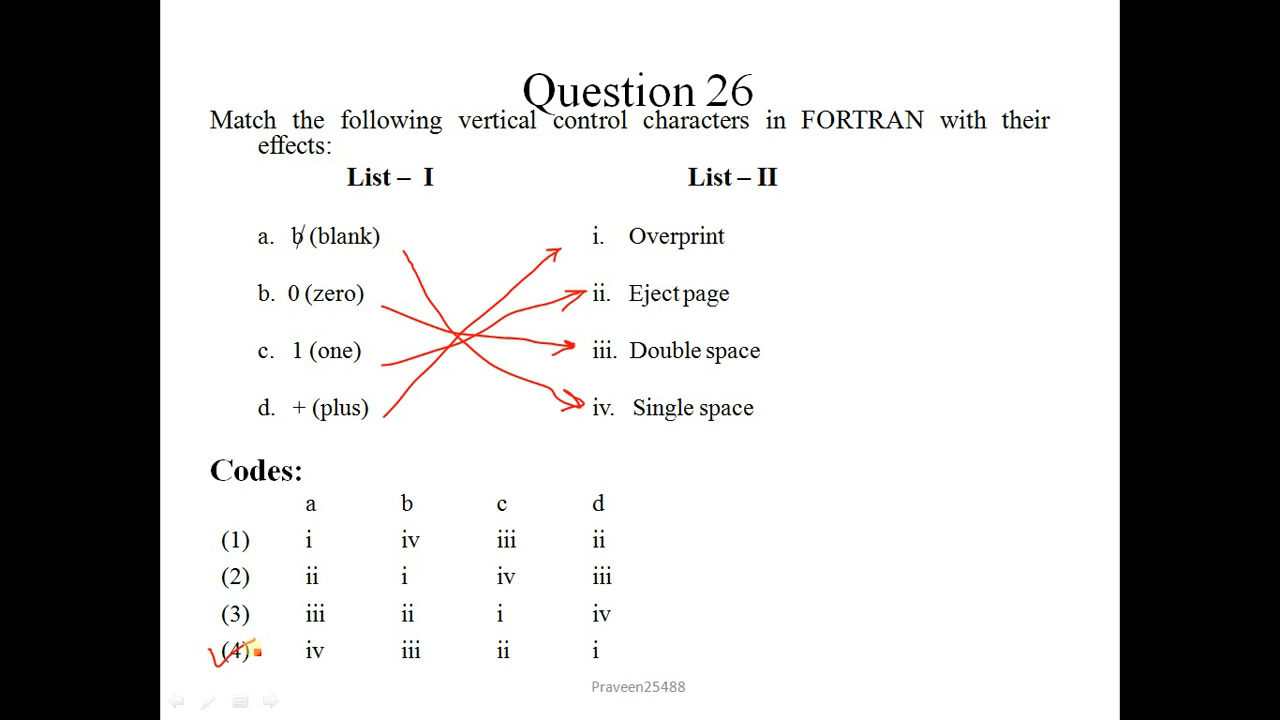 Question 26
Match the following vertical control characters in FORTRAN with their
effects:
List – I List – II
a. b̸ (blank) i. Overprint
b. 0 (zero) ii. Eject page
c. 1 (one) iii. Double space
d. + (plus) iv. Single space
Codes:
a b c d
(1) i iv iii ii
(2) ii i iv iii
(3) iii ii i iv
(4) iv iii ii i
Praveen25488